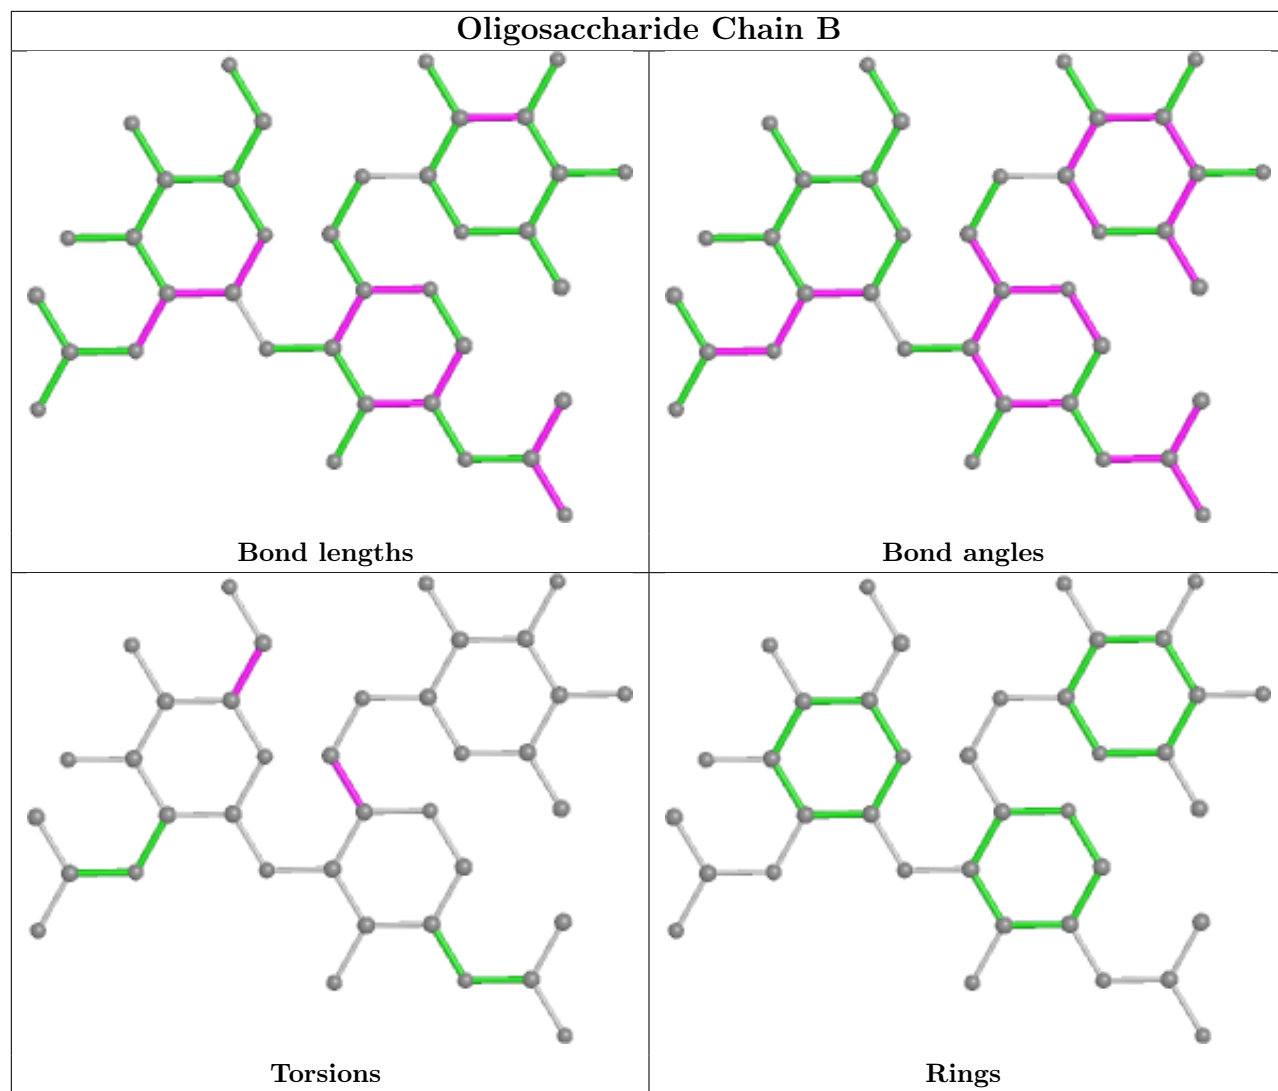 Oligosaccharide Chain B
Bond lengths
Bond angles
Torsions
Rings